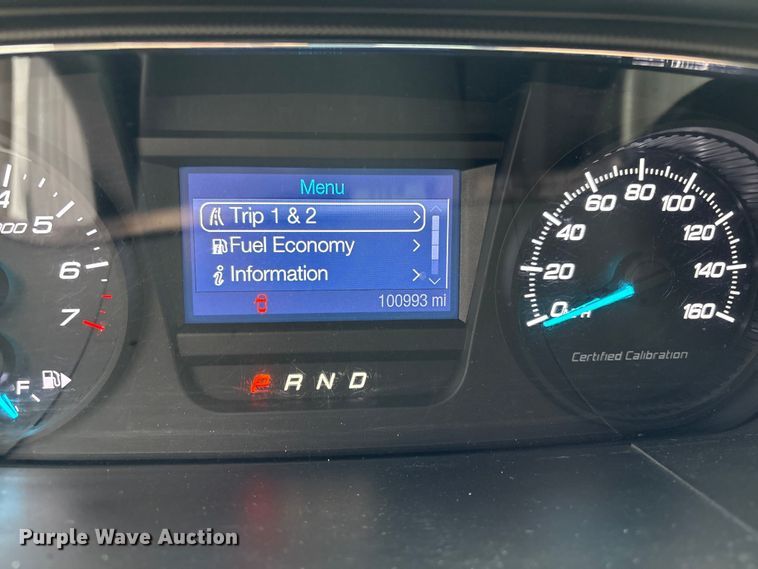 Menu
Trip 1 & 2
Fuel Economy
Information
100993 mi
P R N D
4
5
6
7
F
0
20
40
60
80
100
120
140
160
Certified Calibration
Purple Wave Auction